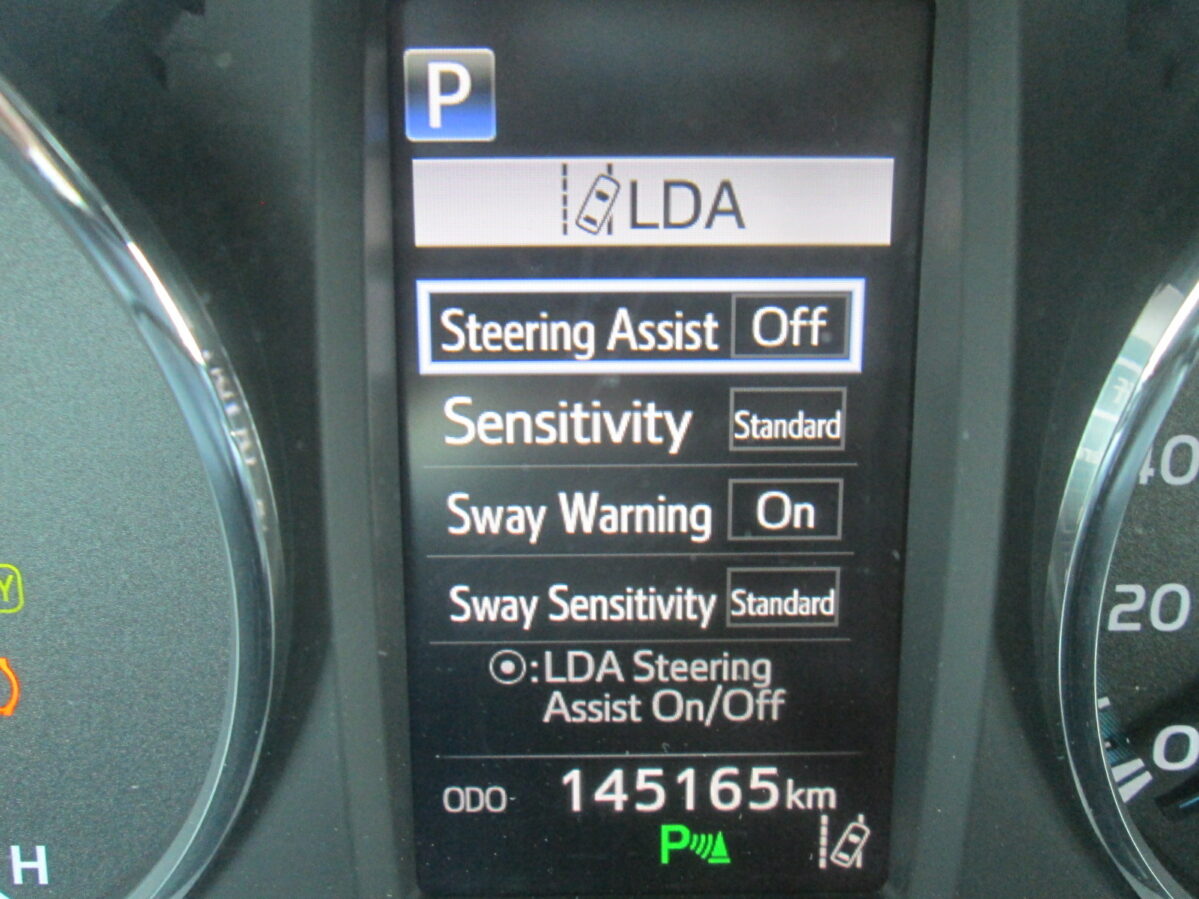 P
LDA
Steering Assist Off
Sensitivity Standard
Sway Warning On
Sway Sensitivity Standard
:LDA Steering
Assist On/Off
ODO 145165km
P
H
40
20
0
Y